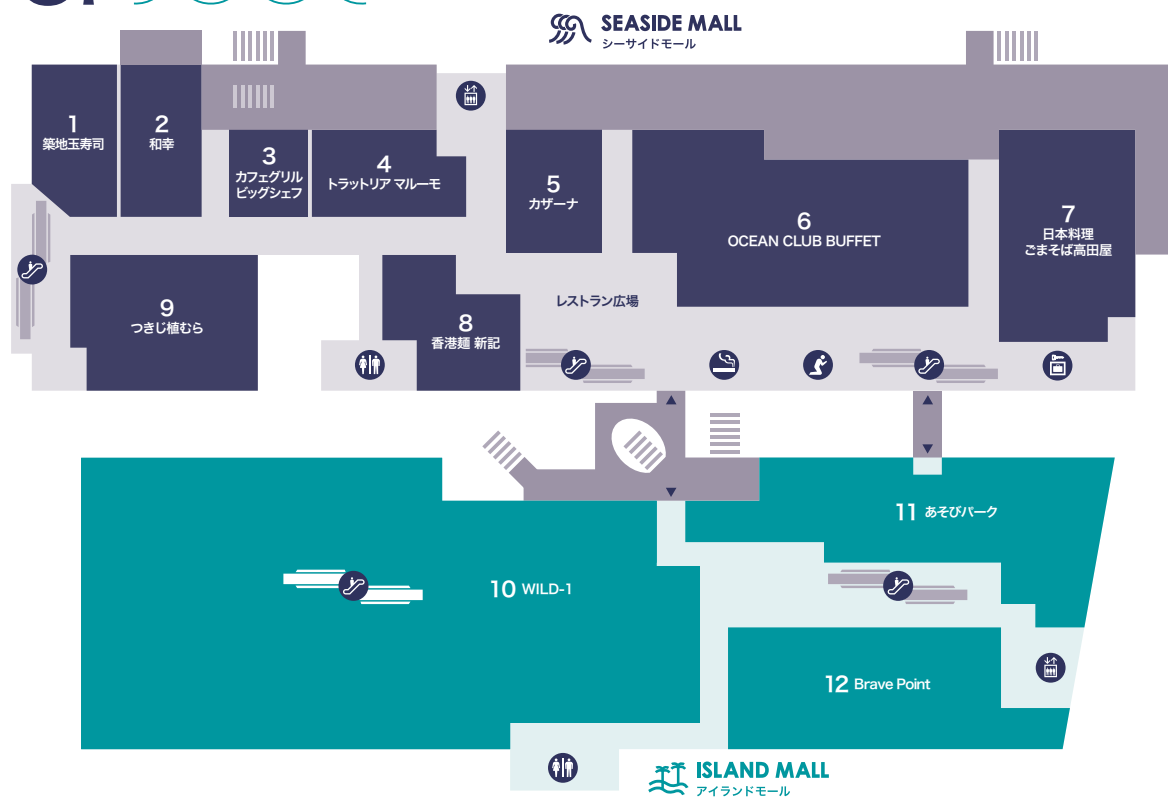 SEASIDE MALL
シーサイドモール
1
築地玉寿司
2
和幸
3
カフェグリル
ビッグシェフ
4
トラットリア マルーモ
5
カザーナ
6
OCEAN CLUB BUFFET
7
日本料理
ごまそば高田屋
9
つきじ植むら
8
香港麺 新記
レストラン広場
10 WILD-1
11 あそびパーク
12 Brave Point
ISLAND MALL
アイランドモール